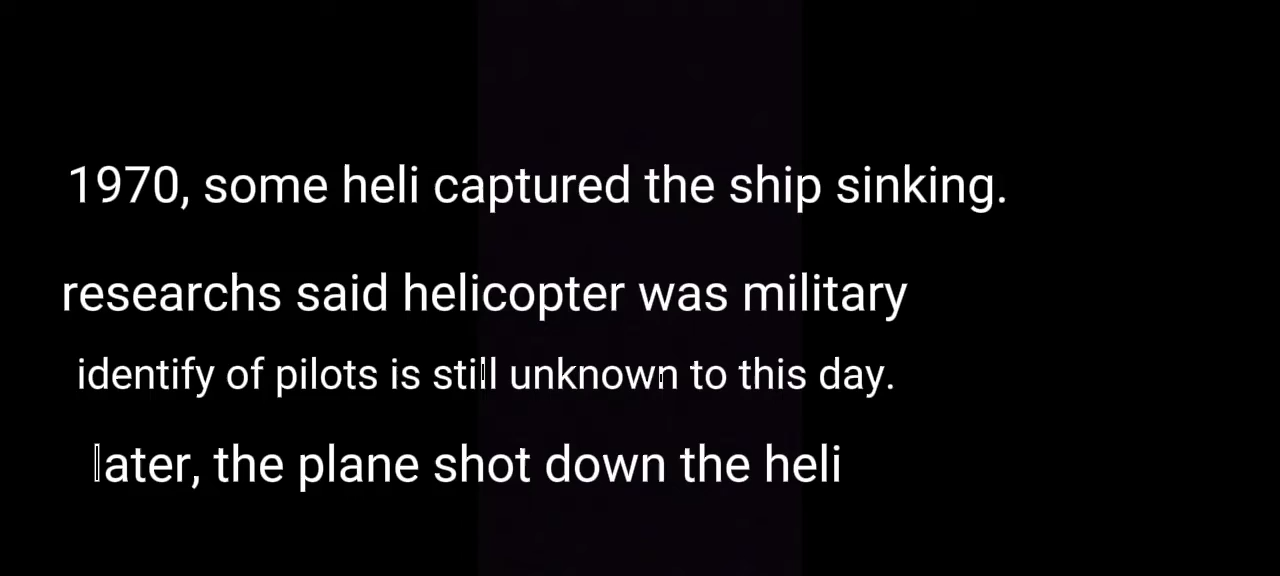 1970, some heli captured the ship sinking.
researchs said helicopter was military
identify of pilots is still unknown to this day.
later, the plane shot down the heli